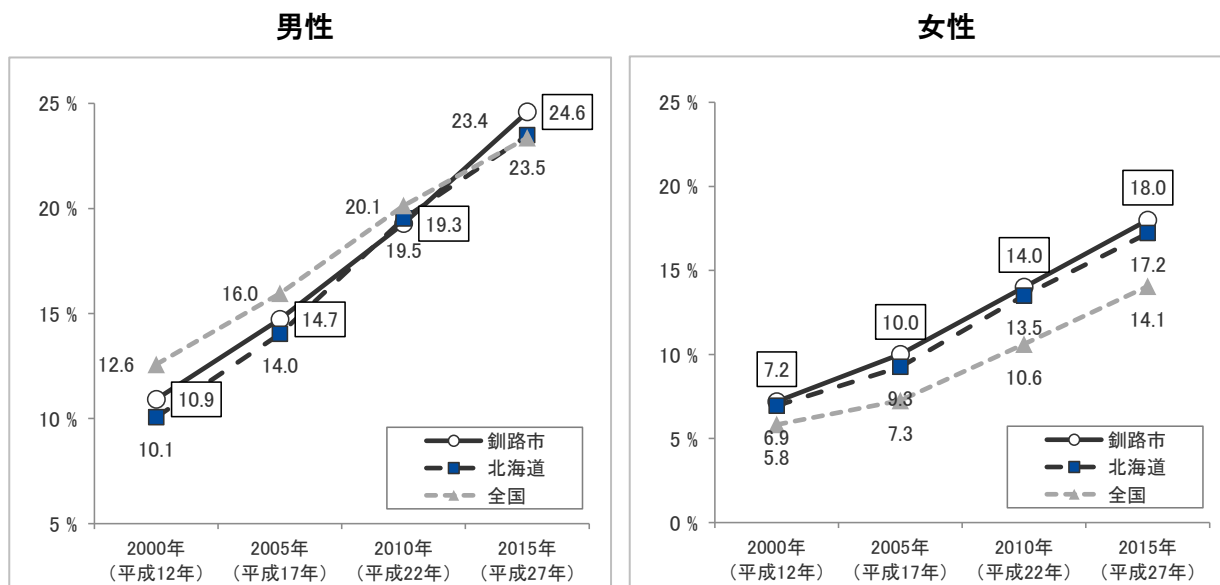 男性
25 %
20 %
15 %
10 %
5 %
23.4
24.6
23.5
20.1
19.3
19.5
16.0
14.7
14.0
12.6
10.9
10.1
釧路市
北海道
全国
2000年 2005年 2010年 2015年
（平成12年） （平成17年） （平成22年） （平成27年）
女性
25 %
20 %
15 %
10 %
5 %
0 %
18.0
17.2
14.1
14.0
13.5
10.6
10.0
9.3
7.3
7.2
6.9
5.8
釧路市
北海道
全国
2000年 2005年 2010年 2015年
（平成12年） （平成17年） （平成22年） （平成27年）